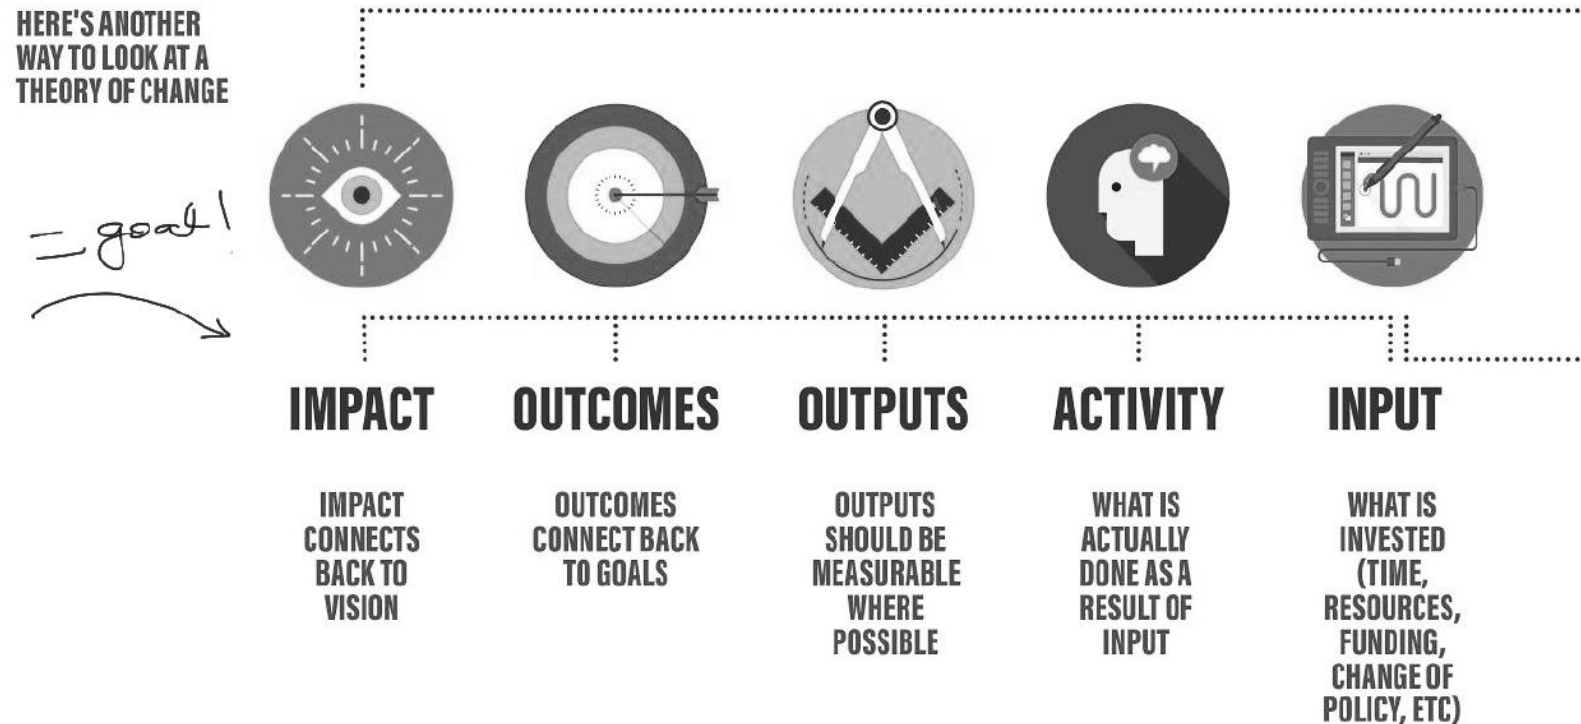 HERE'S ANOTHER
WAY TO LOOK AT A
THEORY OF CHANGE
= goal!
IMPACT
OUTCOMES
OUTPUTS
ACTIVITY
INPUT
IMPACT
CONNECTS
BACK TO
VISION
OUTCOMES
CONNECT BACK
TO GOALS
OUTPUTS
SHOULD BE
MEASURABLE
WHERE
POSSIBLE
WHAT IS
ACTUALLY
DONE AS A
RESULT OF
INPUT
WHAT IS
INVESTED
(TIME,
RESOURCES,
FUNDING,
CHANGE OF
POLICY, ETC)